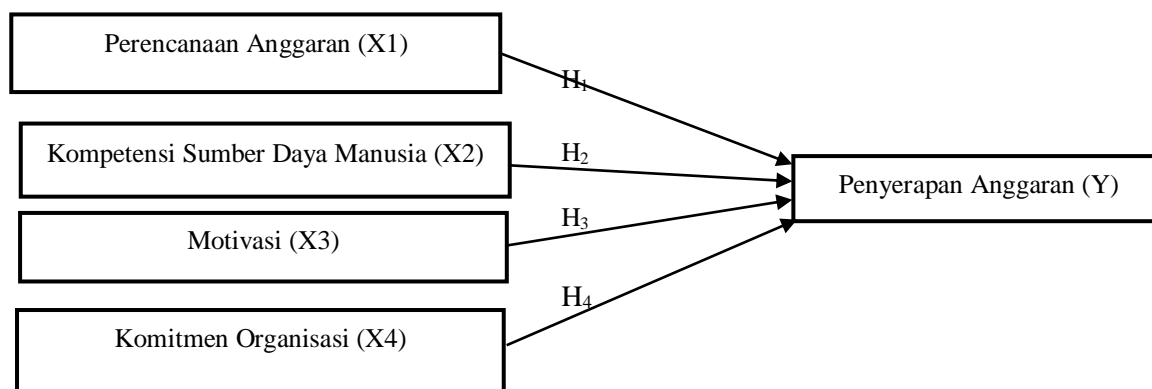 Perencanaan Anggaran (X1)
H₁
Kompetensi Sumber Daya Manusia (X2)
H₂
Penyerapan Anggaran (Y)
Motivasi (X3)
H₃
H₄
Komitmen Organisasi (X4)